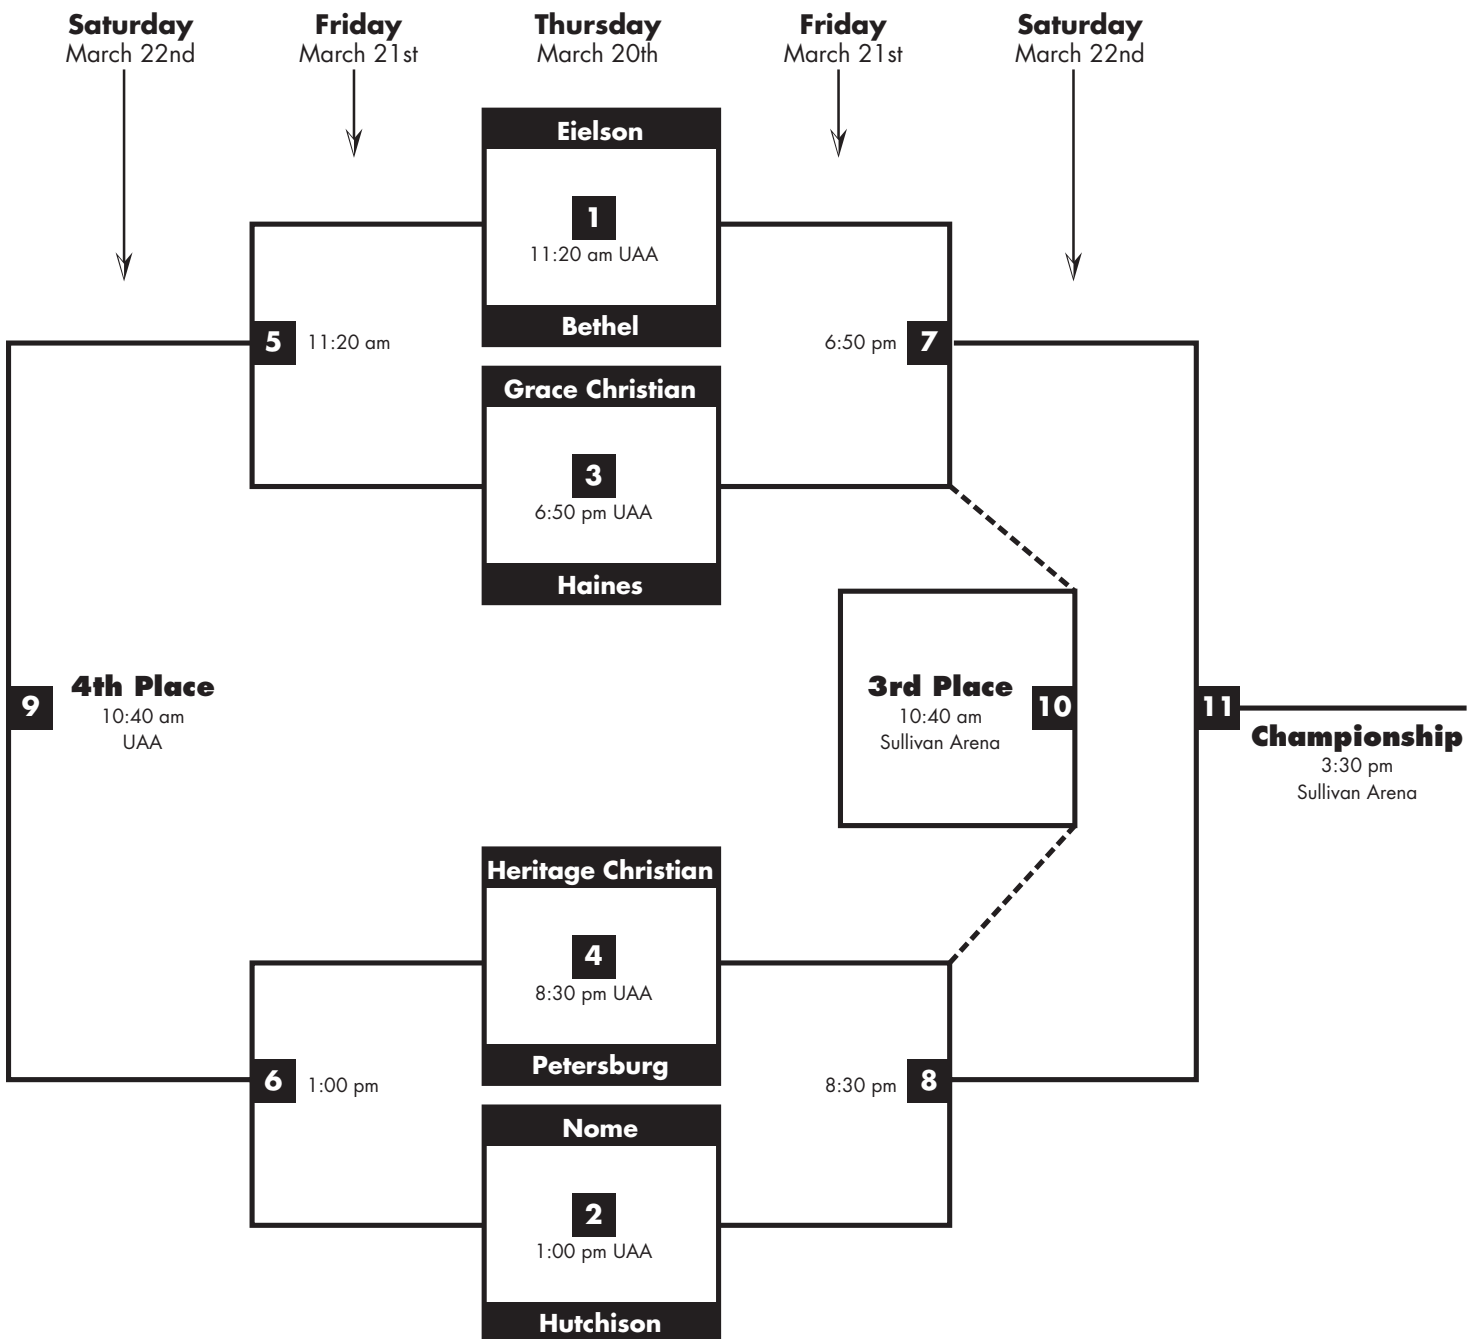 Saturday
March 22nd
Friday
March 21st
Thursday
March 20th
Friday
March 21st
Saturday
March 22nd
Eielson
1
11:20 am UAA
Bethel
5
11:20 am
6:50 pm
7
Grace Christian
3
6:50 pm UAA
Haines
9
4th Place
10:40 am
UAA
3rd Place
10:40 am
Sullivan Arena
10
11
Championship
3:30 pm
Sullivan Arena
Heritage Christian
4
8:30 pm UAA
Petersburg
6
1:00 pm
8:30 pm
8
Nome
2
1:00 pm UAA
Hutchison